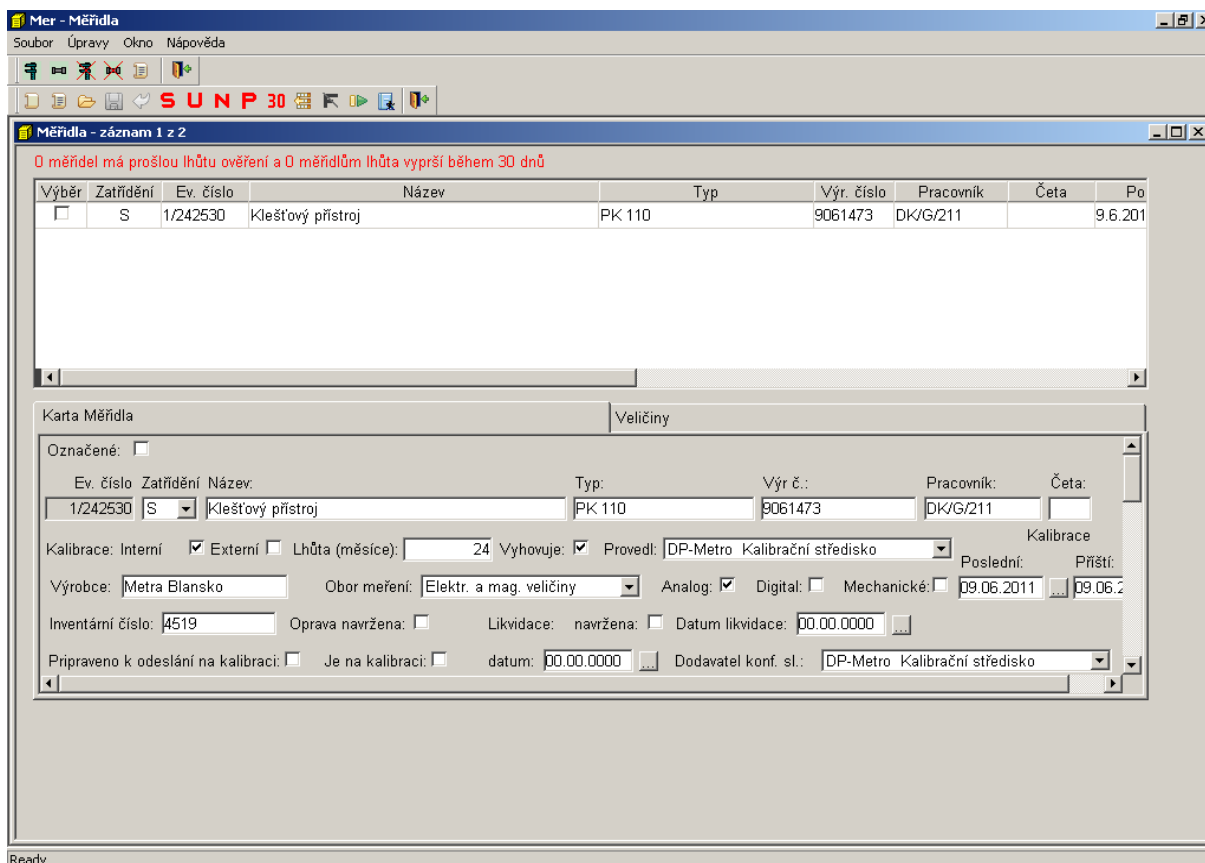 Mer - Měřidla
Soubor Úpravy Okno Nápověda
S U N P 30
Měřidla - záznam 1 z 2
0 měřidel má prošlou lhůtu ověření a 0 měřidlům lhůta vyprší během 30 dnů
Výběr Zatřídění Ev. číslo Název Typ Výr. číslo Pracovník Četa Po
S 1/242530 Klešťový přístroj PK 110 9061473 DK/G/211 9.6.201
Karta Měřidla Veličiny
Označené:
Ev. číslo Zatřídění Název: Typ: Výr č.: Pracovník: Četa:
1/242530 S Klešťový přístroj PK 110 9061473 DK/G/211
Kalibrace
Kalibrace: Interní Externí Lhůta (měsíce): 24 Vyhovuje: Provedl: DP-Metro Kalibrační středisko
Poslední: Příští:
Výrobce: Metra Blansko Obor meření: Elektr. a mag. veličiny Analog: Digital: Mechanické: 09.06.2011 ... 09.06.2
Inventární číslo: 4519 Oprava navržena: Likvidace: navržena: Datum likvidace: 00.00.0000 ...
Pripraveno k odeslání na kalibraci: Je na kalibraci: datum: 00.00.0000 ... Dodavatel konf. sl.: DP-Metro Kalibrační středisko
Ready